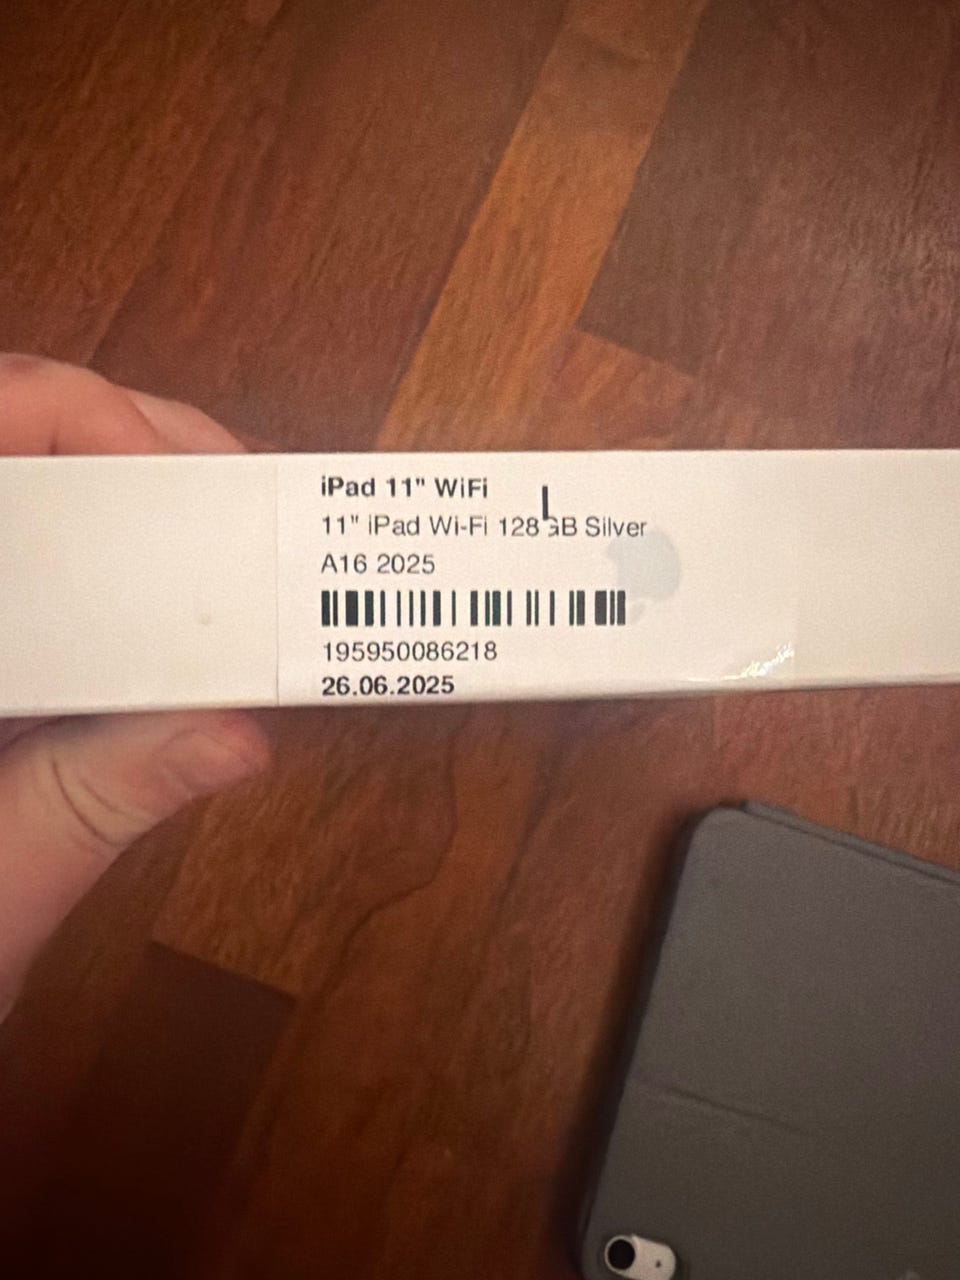 iPad 11" WiFi
11" iPad Wi-Fi 128 GB Silver
A16 2025
195950086218
26.06.2025